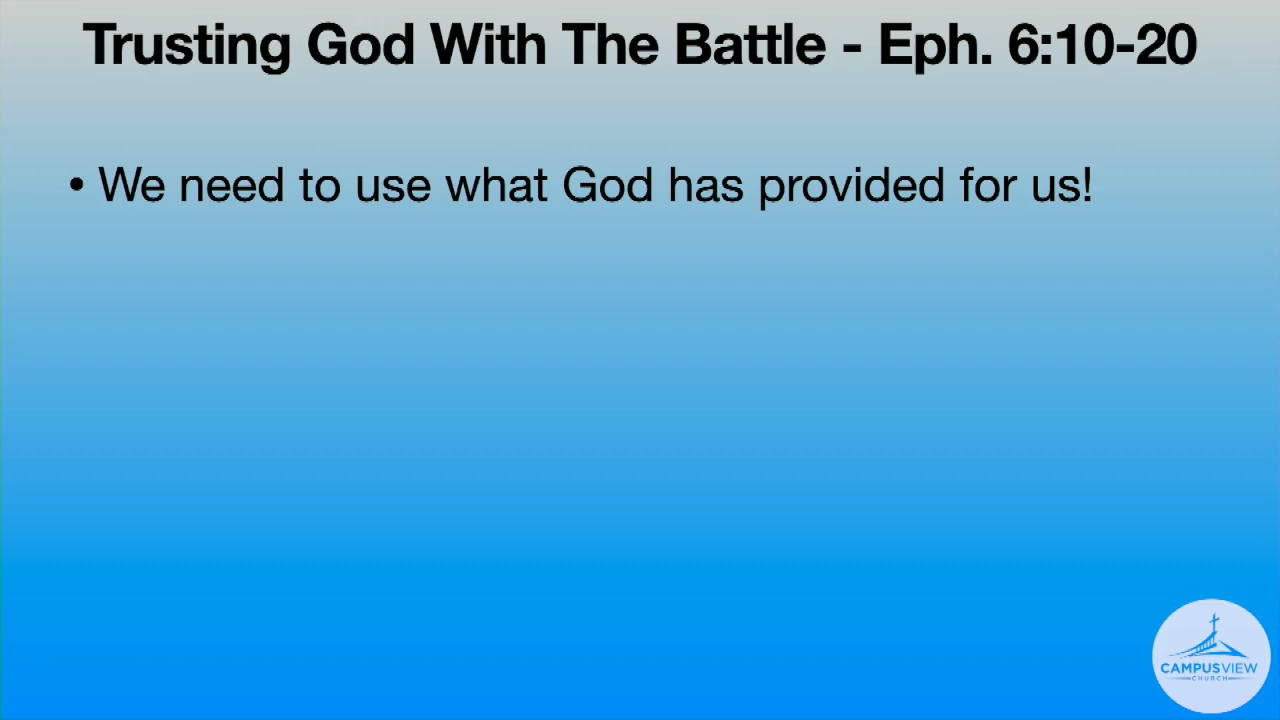 Trusting God With The Battle - Eph. 6:10-20
• We need to use what God has provided for us!
CAMPUSVIEW
CHURCH